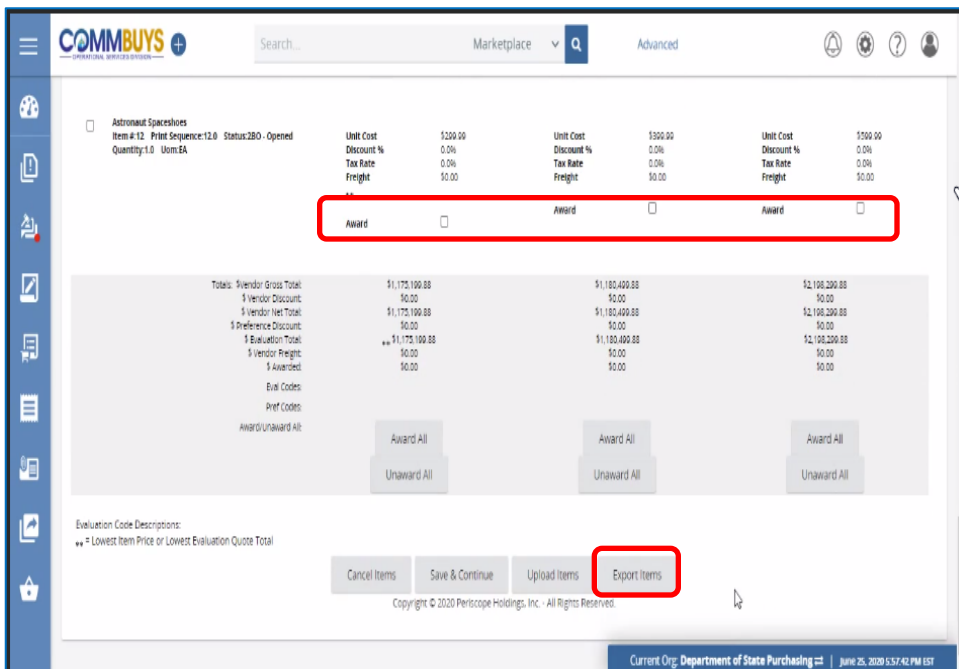 COMMBUYS
OPERATIONAL SERVICES DIVISION
Search...
Marketplace
Advanced
Astronaut Spaceshoes
Item #:12 Print Sequence:12.0 Status:2BO - Opened
Quantity:1.0 Uom:EA
Unit Cost $299.99 Unit Cost $399.99 Unit Cost $599.99
Discount % 0.0% Discount % 0.0% Discount % 0.0%
Tax Rate 0.0% Tax Rate 0.0% Tax Rate 0.0%
Freight $0.00 Freight $0.00 Freight $0.00
**
Award Award Award
Totals: $Vendor Gross Total: $1,175,199.88 $1,180,499.88 $2,198,299.88
$ Vendor Discount: $0.00 $0.00 $0.00
$ Vendor Net Total: $1,175,199.88 $1,180,499.88 $2,198,299.88
$ Preference Discount: $0.00 $0.00 $0.00
$ Evaluation Total: ** $1,175,199.88 $1,180,499.88 $2,198,299.88
$ Vendor Freight: $0.00 $0.00 $0.00
$ Awarded: $0.00 $0.00 $0.00
Eval Codes:
Pref Codes:
Award/Unaward All:
Award All Award All Award All
Unaward All Unaward All Unaward All
Evaluation Code Descriptions:
** = Lowest Item Price or Lowest Evaluation Quote Total
Cancel Items Save & Continue Upload Items Export Items
Copyright © 2020 Periscope Holdings, Inc. - All Rights Reserved.
Current Org: Department of State Purchasing | June 25, 2020 5:57:42 PM EST